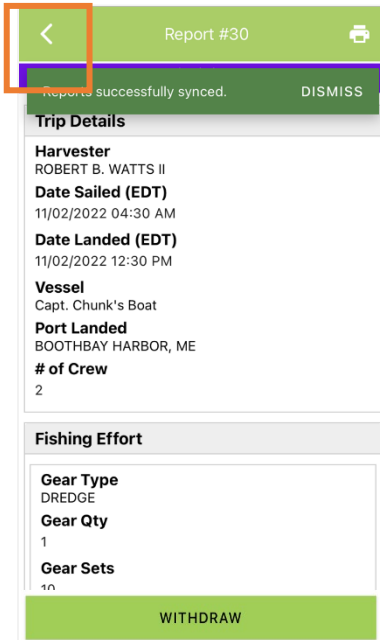 Report #30
Reports successfully synced. DISMISS
Trip Details
Harvester
ROBERT B. WATTS II
Date Sailed (EDT)
11/02/2022 04:30 AM
Date Landed (EDT)
11/02/2022 12:30 PM
Vessel
Capt. Chunk's Boat
Port Landed
BOOTHBAY HARBOR, ME
# of Crew
2
Fishing Effort
Gear Type
DREDGE
Gear Qty
1
Gear Sets
10
WITHDRAW